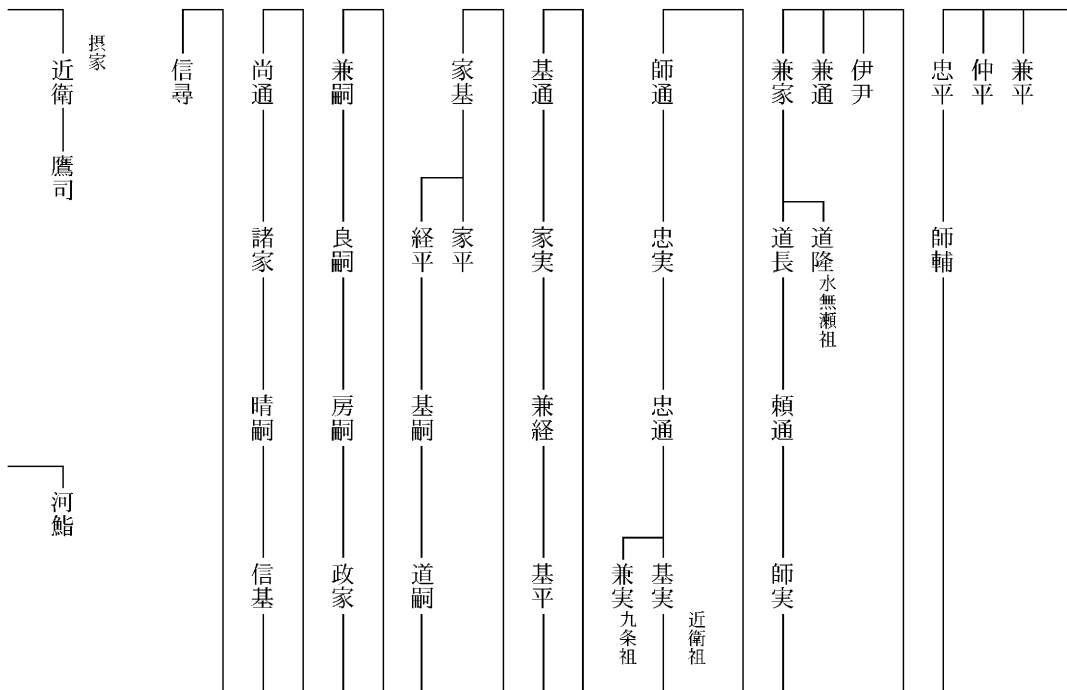 兼平
仲平
忠平
師輔
伊尹
兼通
兼家
道隆水無瀬祖
道長
頼通
師実
師通
忠実
忠通
近衛祖
基実
兼実九条祖
基通
家実
兼経
基平
家基
家平
経平
基嗣
道嗣
兼嗣
良嗣
房嗣
政家
尚通
諸家
晴嗣
信基
信尋
摂家
近衛
鷹司
河鮨